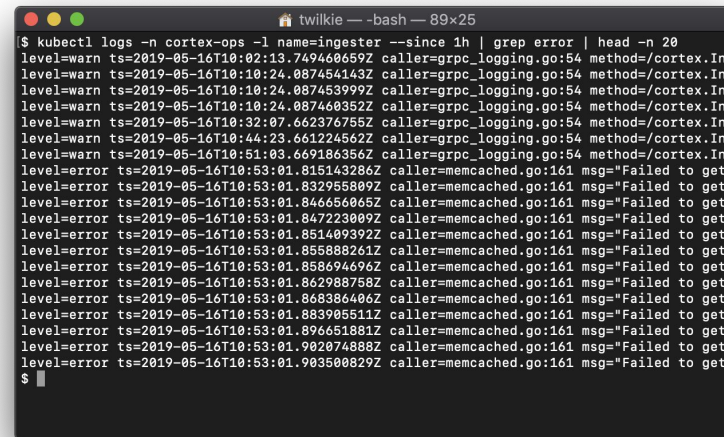 twilkie — -bash — 89×25
[$ kubectl logs -n cortex-ops -l name=ingester --since 1h | grep error | head -n 20
level=warn ts=2019-05-16T10:02:13.749460659Z caller=grpc_logging.go:54 method=/cortex.In
level=warn ts=2019-05-16T10:10:24.087454143Z caller=grpc_logging.go:54 method=/cortex.In
level=warn ts=2019-05-16T10:10:24.087453999Z caller=grpc_logging.go:54 method=/cortex.In
level=warn ts=2019-05-16T10:10:24.087460352Z caller=grpc_logging.go:54 method=/cortex.In
level=warn ts=2019-05-16T10:32:07.662376755Z caller=grpc_logging.go:54 method=/cortex.In
level=warn ts=2019-05-16T10:44:23.661224562Z caller=grpc_logging.go:54 method=/cortex.In
level=warn ts=2019-05-16T10:51:03.669186356Z caller=grpc_logging.go:54 method=/cortex.In
level=error ts=2019-05-16T10:53:01.815143286Z caller=memcached.go:161 msg="Failed to get
level=error ts=2019-05-16T10:53:01.832955809Z caller=memcached.go:161 msg="Failed to get
level=error ts=2019-05-16T10:53:01.846656065Z caller=memcached.go:161 msg="Failed to get
level=error ts=2019-05-16T10:53:01.847223009Z caller=memcached.go:161 msg="Failed to get
level=error ts=2019-05-16T10:53:01.851409392Z caller=memcached.go:161 msg="Failed to get
level=error ts=2019-05-16T10:53:01.855888261Z caller=memcached.go:161 msg="Failed to get
level=error ts=2019-05-16T10:53:01.858694696Z caller=memcached.go:161 msg="Failed to get
level=error ts=2019-05-16T10:53:01.862988758Z caller=memcached.go:161 msg="Failed to get
level=error ts=2019-05-16T10:53:01.868386406Z caller=memcached.go:161 msg="Failed to get
level=error ts=2019-05-16T10:53:01.883905511Z caller=memcached.go:161 msg="Failed to get
level=error ts=2019-05-16T10:53:01.896651881Z caller=memcached.go:161 msg="Failed to get
level=error ts=2019-05-16T10:53:01.902074888Z caller=memcached.go:161 msg="Failed to get
level=error ts=2019-05-16T10:53:01.903500829Z caller=memcached.go:161 msg="Failed to get
$